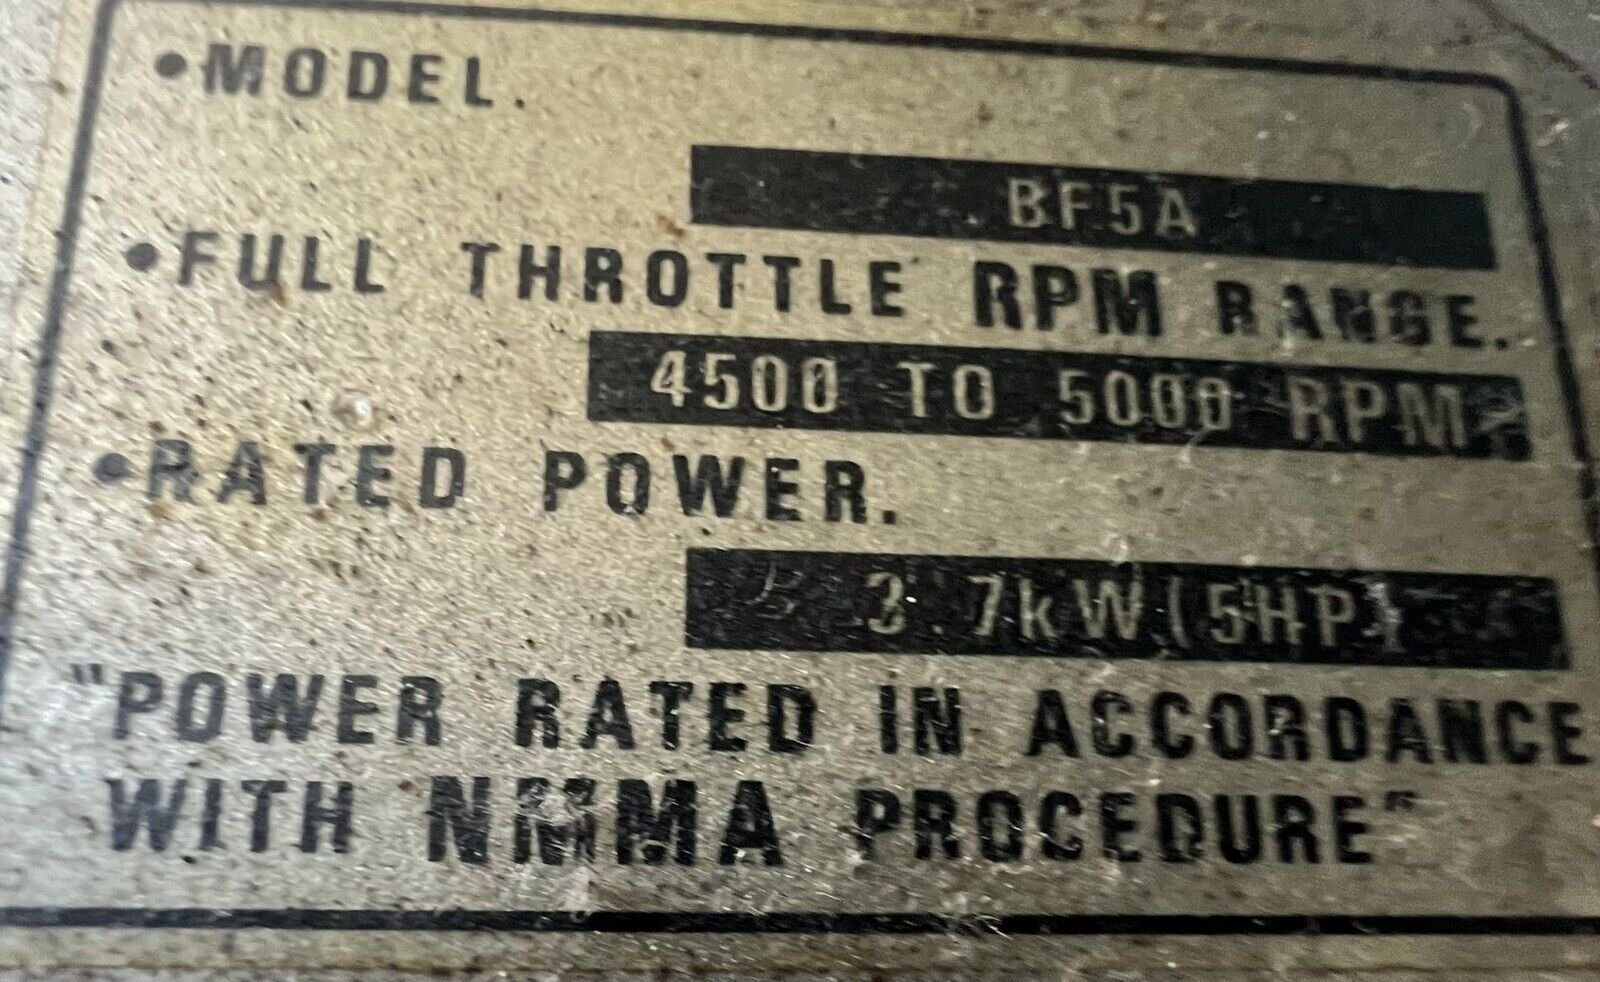 •MODEL.
BF5A
•FULL THROTTLE RPM RANGE.
4500 TO 5000 RPM
•RATED POWER.
3.7kW(5HP)
"POWER RATED IN ACCORDANCE
WITH NMMA PROCEDURE"